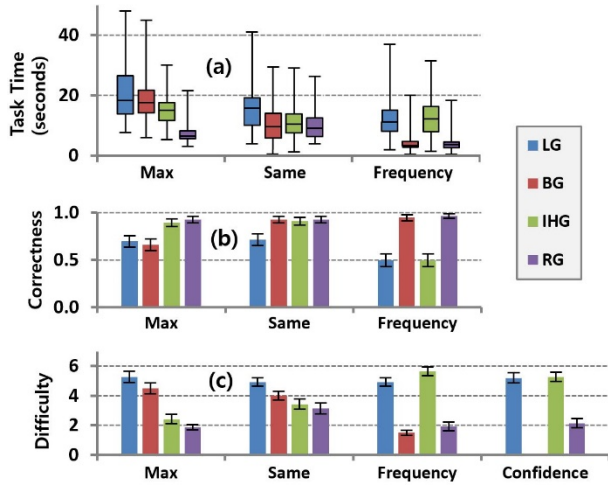 Task Time
(seconds)
40
20
0
(a)
Max
Same
Frequency
Correctness
1.0
0.5
0.0
(b)
Max
Same
Frequency
Difficulty
6
4
2
0
(c)
Max
Same
Frequency
Confidence
LG
BG
IHG
RG